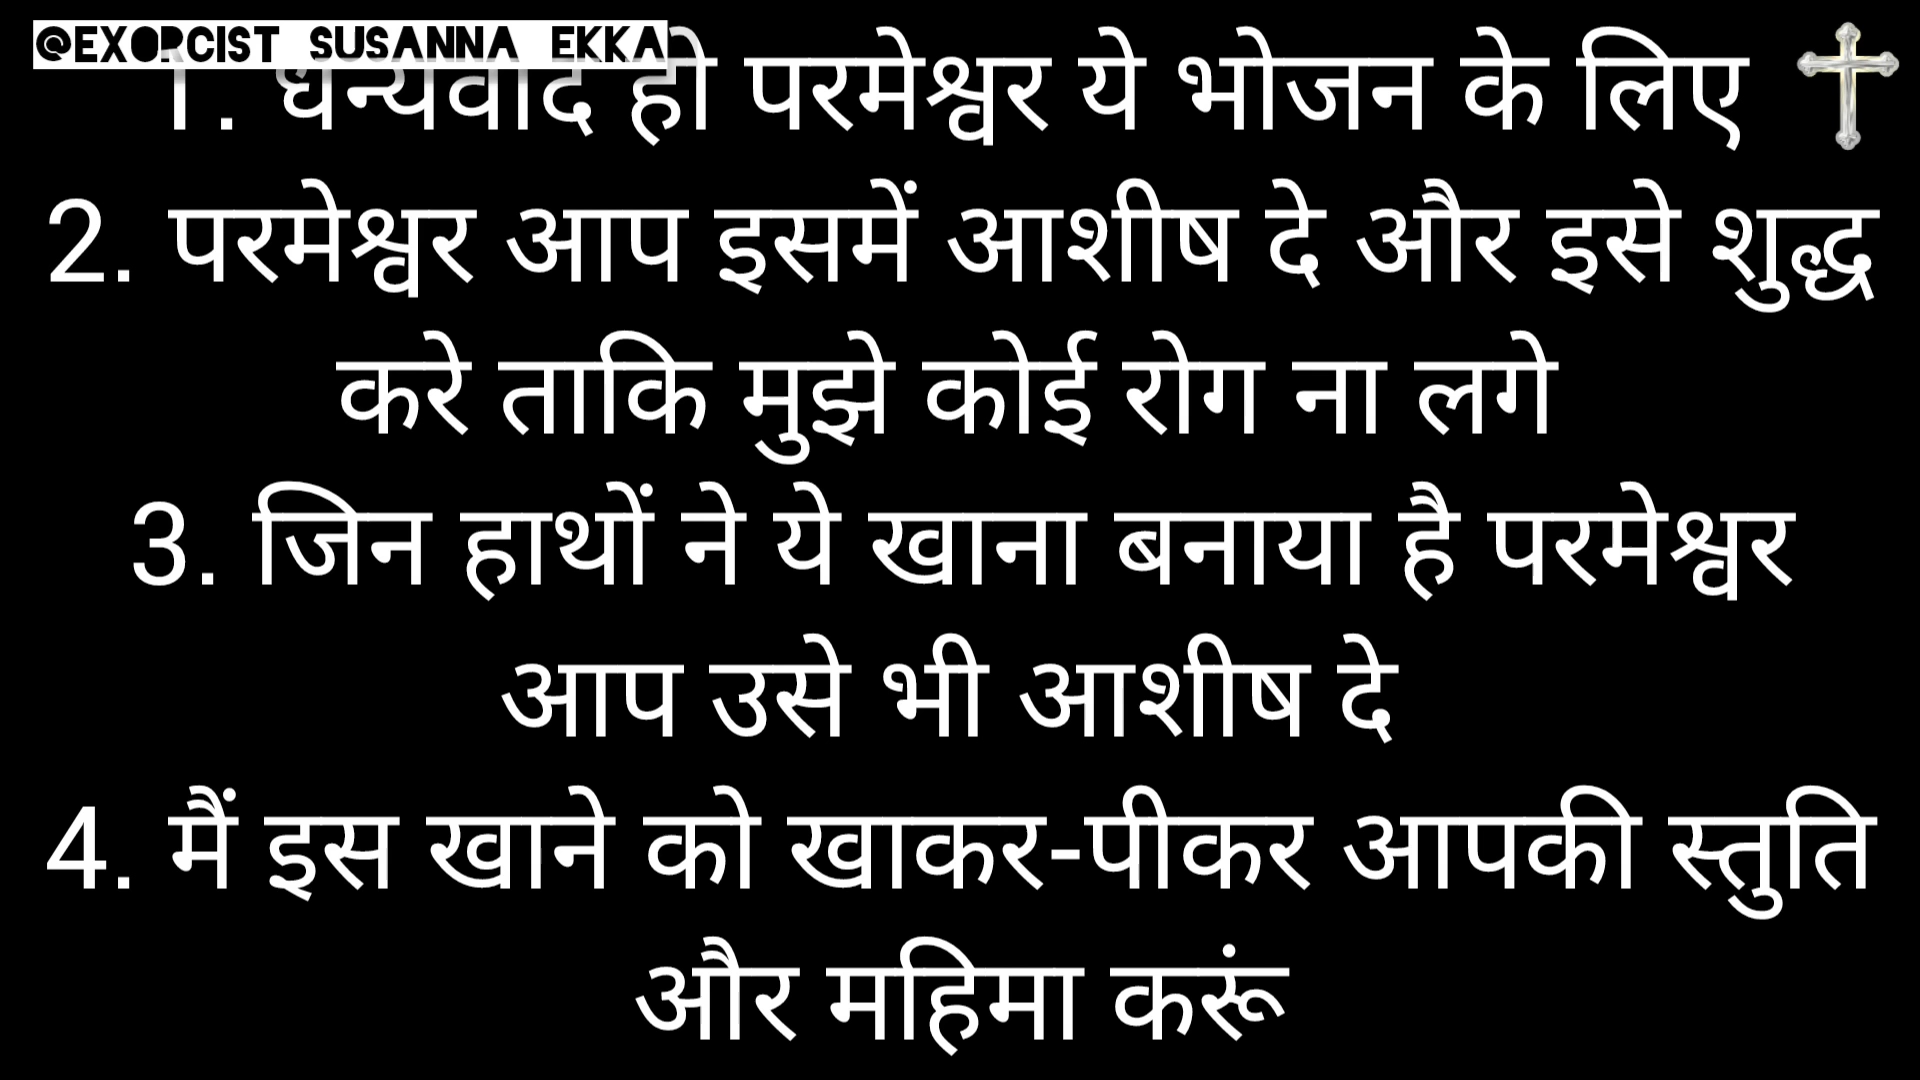 @EXORCIST SUSANNA EKKA
1. धन्यवाद हो परमेश्वर ये भोजन के लिए
2. परमेश्वर आप इसमें आशीष दे और इसे शुद्ध
करे ताकि मुझे कोई रोग ना लगे
3. जिन हाथों ने ये खाना बनाया है परमेश्वर
आप उसे भी आशीष दे
4. मैं इस खाने को खाकर-पीकर आपकी स्तुति
और महिमा करूं